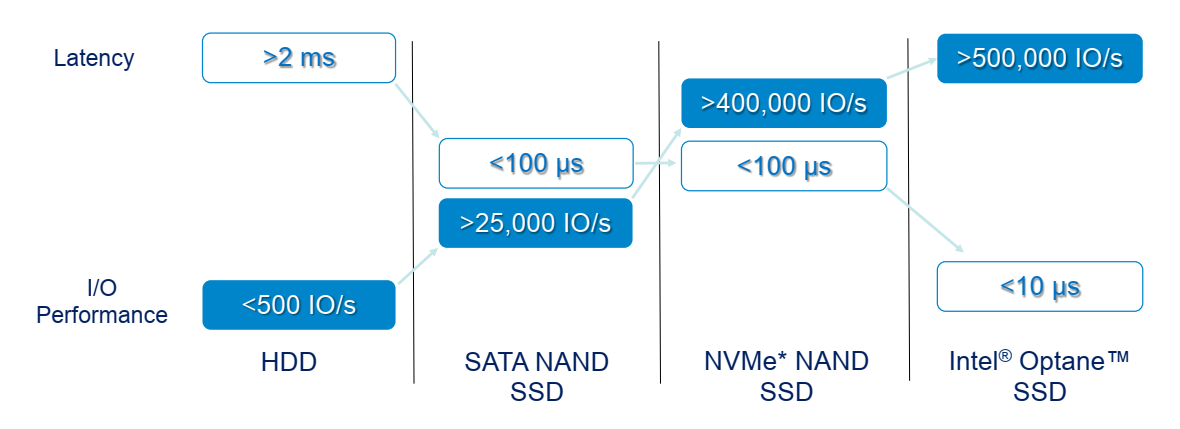 Latency
>2 ms
>500,000 IO/s
>400,000 IO/s
<100 µs
<100 µs
>25,000 IO/s
<10 µs
I/O
Performance
<500 IO/s
HDD
SATA NAND
SSD
NVMe* NAND
SSD
Intel® Optane™
SSD